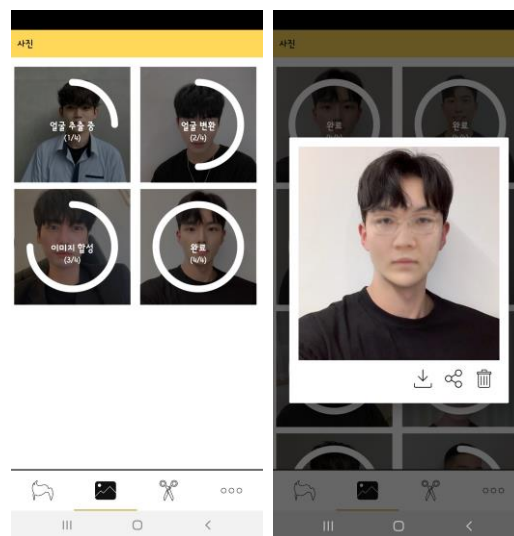 사진
얼굴 추출 중
(1/4)
얼굴 변환
(2/4)
이미지 합성
(3/4)
완료
(4/4)
사진
완료
완료